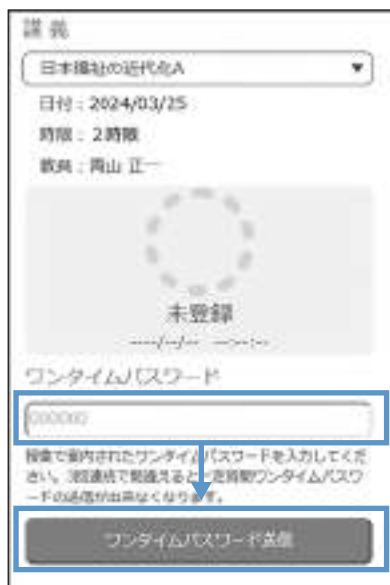 講義
日本福祉の近代化A
日付：2024/03/25
時限：2時限
教員：青山 正一
未登録
----/--/-- --:--:--
ワンタイムパスワード
000000
授業で案内されたワンタイムパスワードを入力してくだ
さい。3回連続で間違えると一定時間ワンタイムパスワ
ードの送信が出来なくなります。
ワンタイムパスワード送信